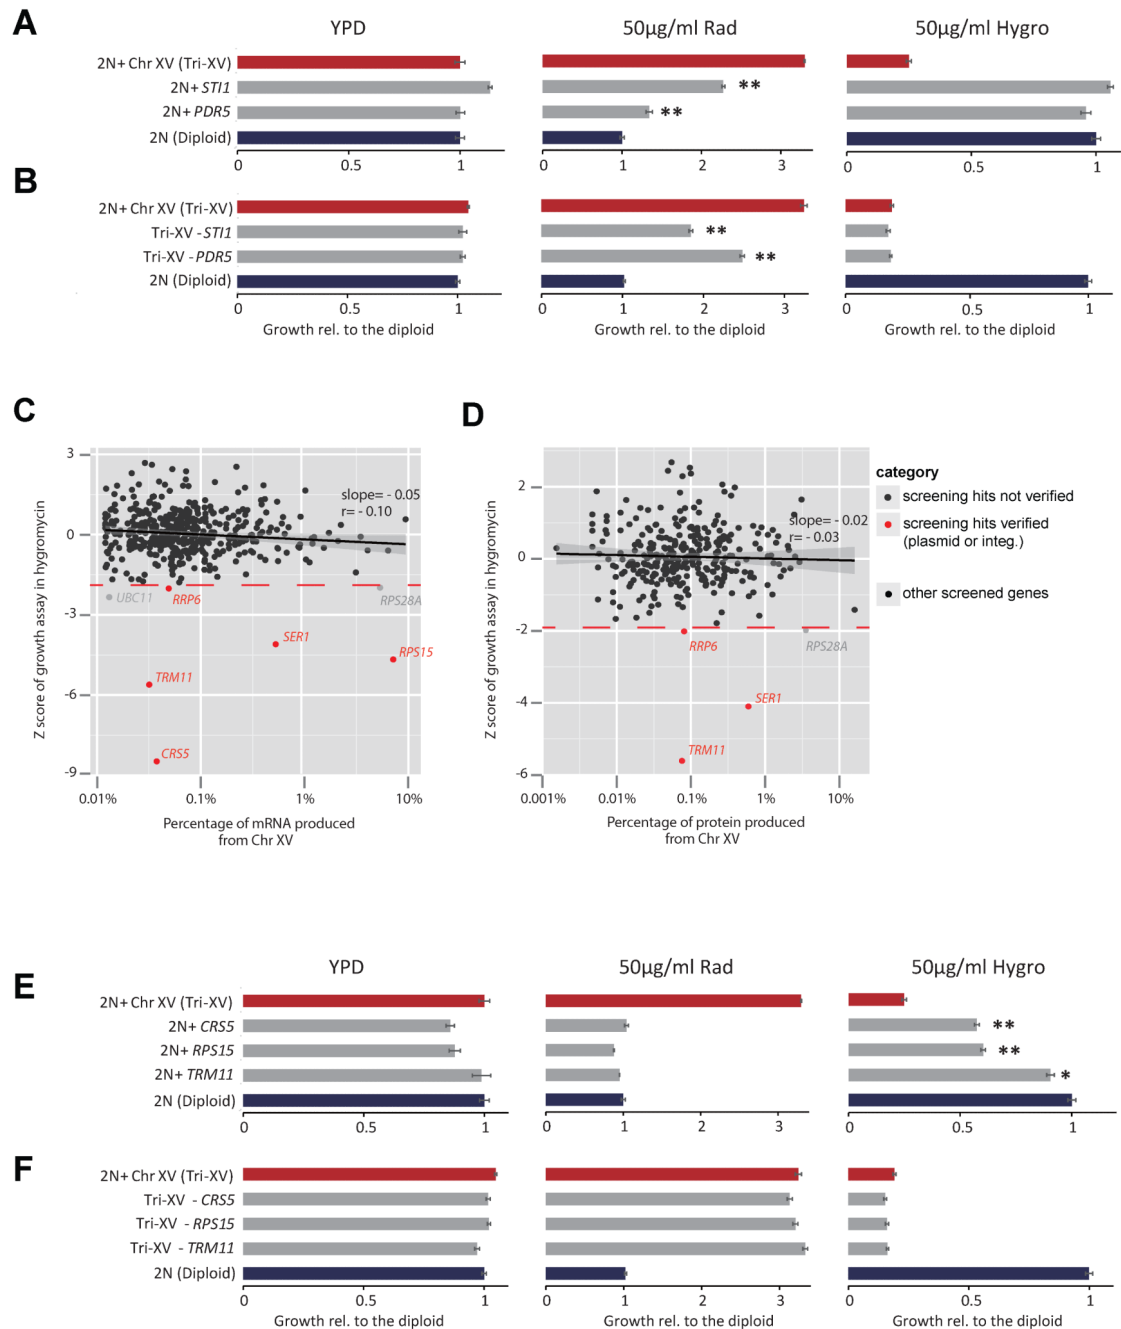 A
YPD
50µg/ml Rad
50µg/ml Hygro
2N+ Chr XV (Tri-XV)
2N+ STI1
**
2N+ PDR5
**
2N (Diploid)
0 0.5 1
0 1 2 3
0 1
B
2N+ Chr XV (Tri-XV)
Tri-XV -STI1
**
Tri-XV -PDR5
**
2N (Diploid)
0 0.5 1
0 1 2 3
0 0.5 1
Growth rel. to the diploid
Growth rel. to the diploid
Growth rel. to the diploid
C
Z score of growth assay in hygromycin
3
0
-3
-6
-9
slope= - 0.05
r= - 0.10
UBC11
RRP6
RPS28A
SER1
RPS15
TRM11
CRS5
0.01% 0.1% 1% 10%
Percentage of mRNA produced
from Chr XV
D
Z score of growth assay in hygromycin
2
0
-2
-4
-6
slope= - 0.02
r= - 0.03
RRP6
RPS28A
SER1
TRM11
0.001% 0.01% 0.1% 1% 10%
Percentage of protein produced
from Chr XV
category
screening hits not verified
screening hits verified
(plasmid or integ.)
other screened genes
E
YPD
50µg/ml Rad
50µg/ml Hygro
2N+ Chr XV (Tri-XV)
2N+ CRS5
**
2N+ RPS15
**
2N+ TRM11
*
2N (Diploid)
0 0.5 1
0 1 2 3
0 0.5 1
F
2N+ Chr XV (Tri-XV)
Tri-XV - CRS5
Tri-XV - RPS15
Tri-XV - TRM11
2N (Diploid)
0 0.5 1
0 1 2 3
0 0.5 1
Growth rel. to the diploid
Growth rel. to the diploid
Growth rel. to the diploid